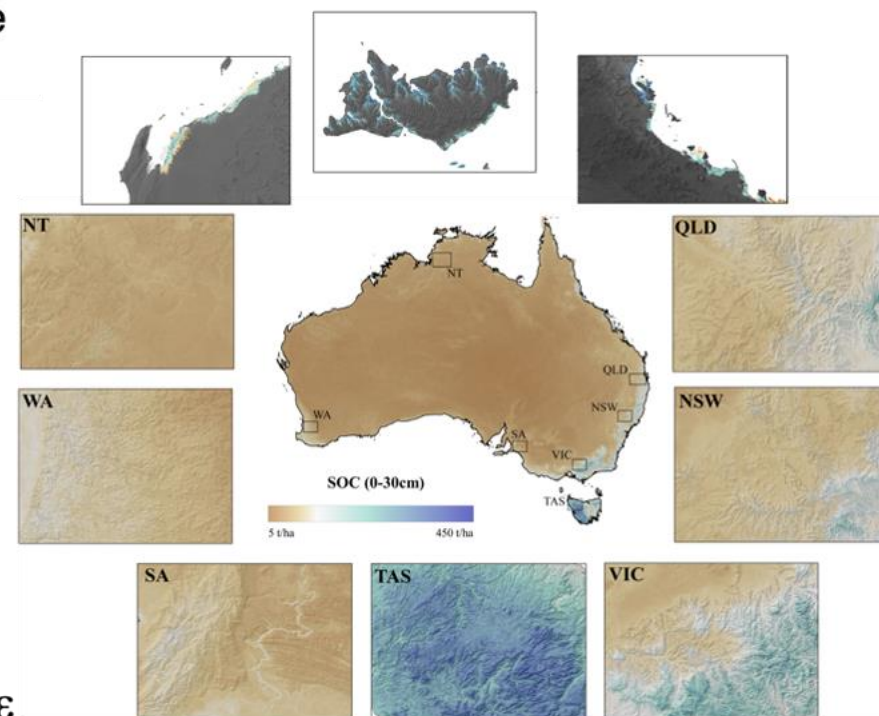 e
NT
QLD
NT
QLD
WA
NSW
WA
NSW
SA
VIC
SOC (0-30cm)
TAS
5 t/ha
450 t/ha
SA
TAS
VIC
ε